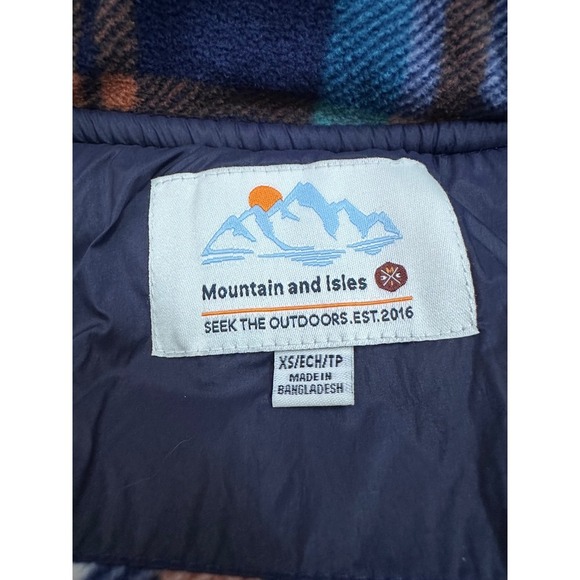 Mountain and Isles
SEEK THE OUTDOORS.EST.2016
XS/ECH/TP
MADE IN
BANGLADESH